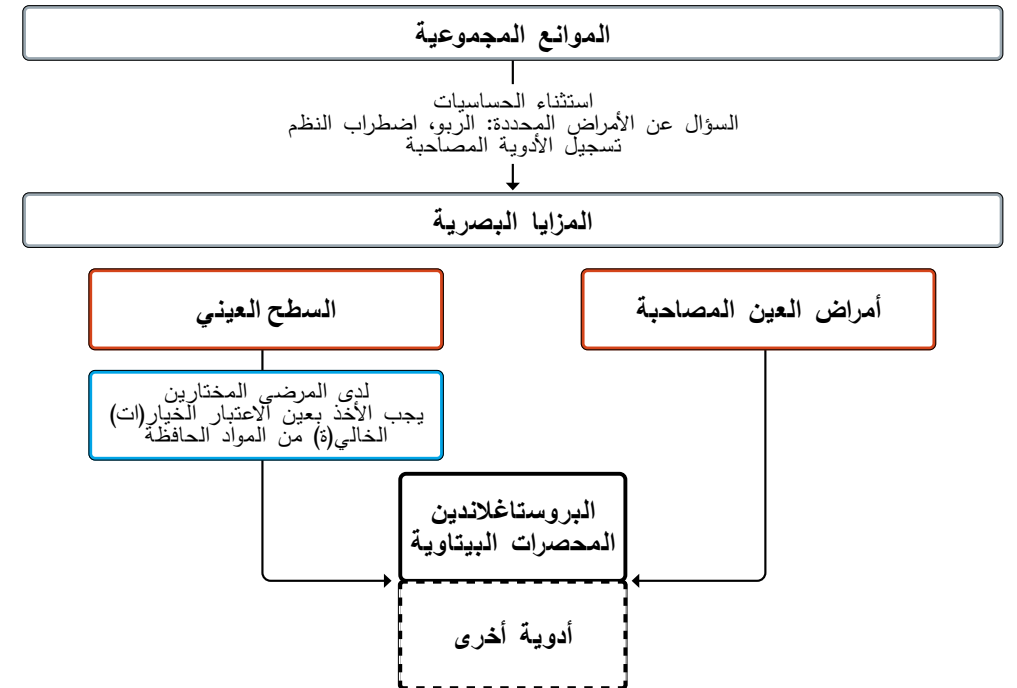 الموانع المجموعية
استثناء الحساسيات
السؤال عن الأمراض المحددة: الربو، اضطراب النظم
تسجيل الأدوية المصاحبة
المزايا البصرية
أمراض العين المصاحبة
السطح العيني
لدى المرضى المختارين
يجب الأخذ بعين الاعتبار الخيار(ات)
الخالي(ة) من المواد الحافظة
البروستاغلاندين
المحصرات البيتاوية
أدوية أخرى